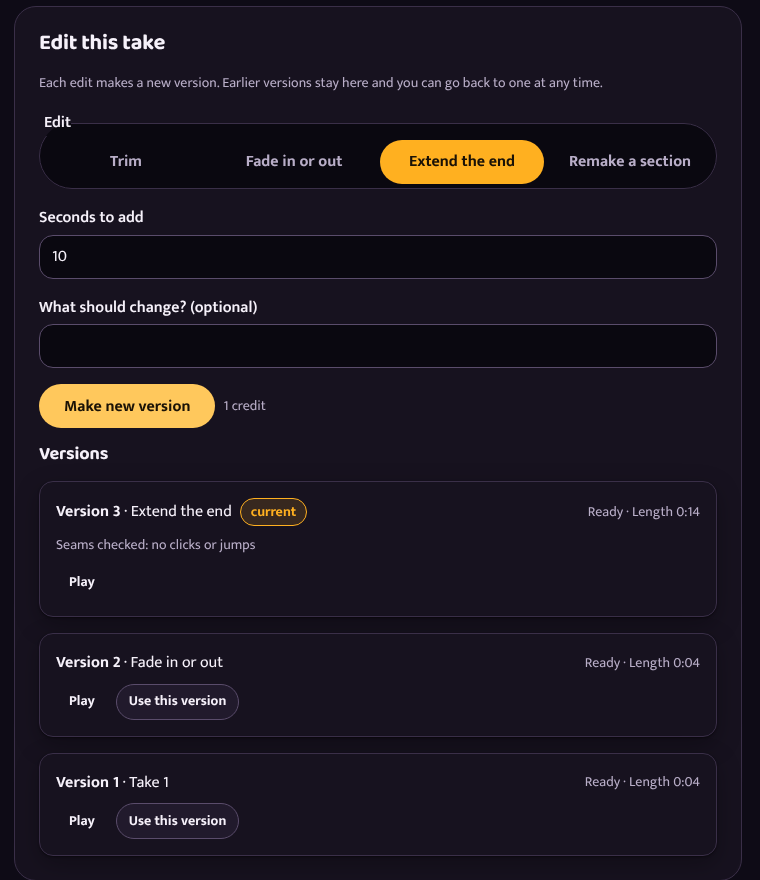 Edit this take
Each edit makes a new version. Earlier versions stay here and you can go back to one at any time.
Edit
Trim Fade in or out Extend the end Remake a section
Seconds to add
10
What should change? (optional)
Make new version 1 credit
Versions
Version 3 · Extend the end current Ready · Length 0:14
Seams checked: no clicks or jumps
Play
Version 2 · Fade in or out Ready · Length 0:04
Play Use this version
Version 1 · Take 1 Ready · Length 0:04
Play Use this version